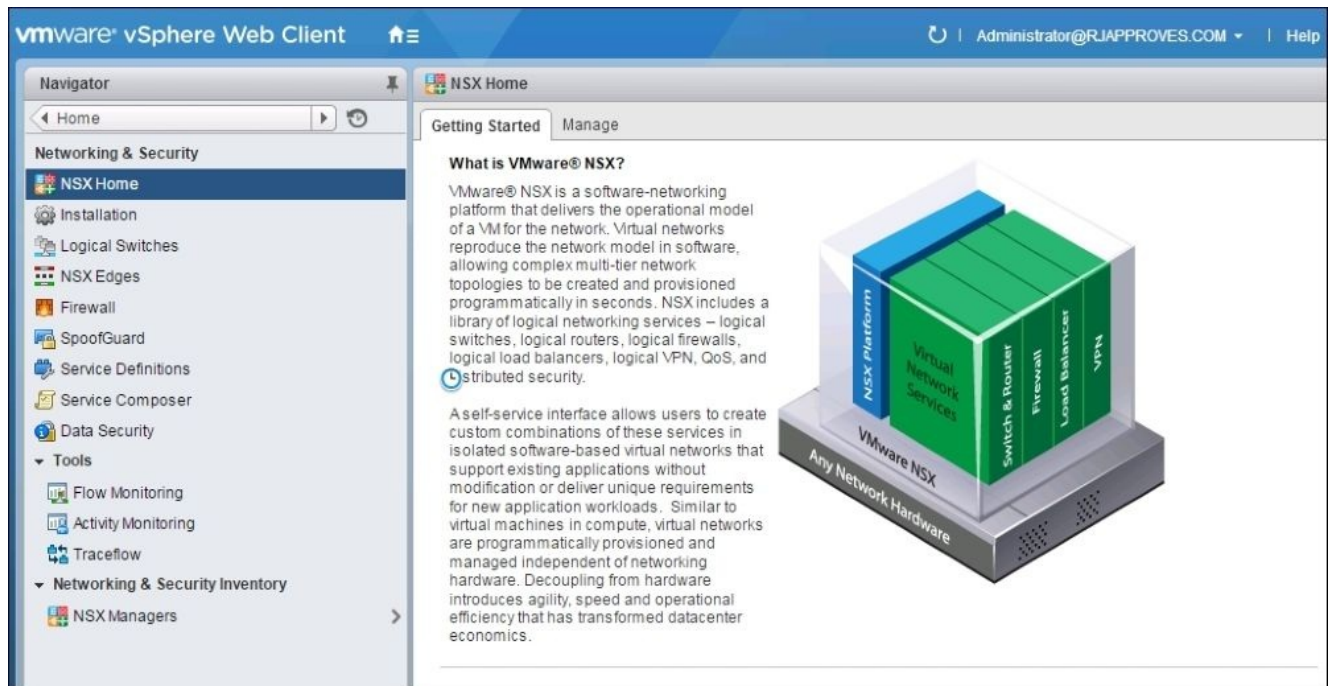 vmware® vSphere Web Client
Administrator@RJAPPROVES.COM
Help
Navigator
Home
Networking & Security
NSX Home
Installation
Logical Switches
NSX Edges
Firewall
SpoofGuard
Service Definitions
Service Composer
Data Security
Tools
Flow Monitoring
Activity Monitoring
Traceflow
Networking & Security Inventory
NSX Managers
NSX Home
Getting Started
Manage
What is VMware® NSX?
VMware® NSX is a software-networking
platform that delivers the operational model
of a VM for the network. Virtual networks
reproduce the network model in software,
allowing complex multi-tier network
topologies to be created and provisioned
programmatically in seconds. NSX includes a
library of logical networking services – logical
switches, logical routers, logical firewalls,
logical load balancers, logical VPN, QoS, and
stributed security.
A self-service interface allows users to create
custom combinations of these services in
isolated software-based virtual networks that
support existing applications without
modification or deliver unique requirements
for new application workloads. Similar to
virtual machines in compute, virtual networks
are programmatically provisioned and
managed independent of networking
hardware. Decoupling from hardware
introduces agility, speed and operational
efficiency that has transformed datacenter
economics.
NSX Platform
Virtual
Network
Services
Switch & Router
Firewall
Load Balancer
VPN
VMware NSX
Any Network Hardware